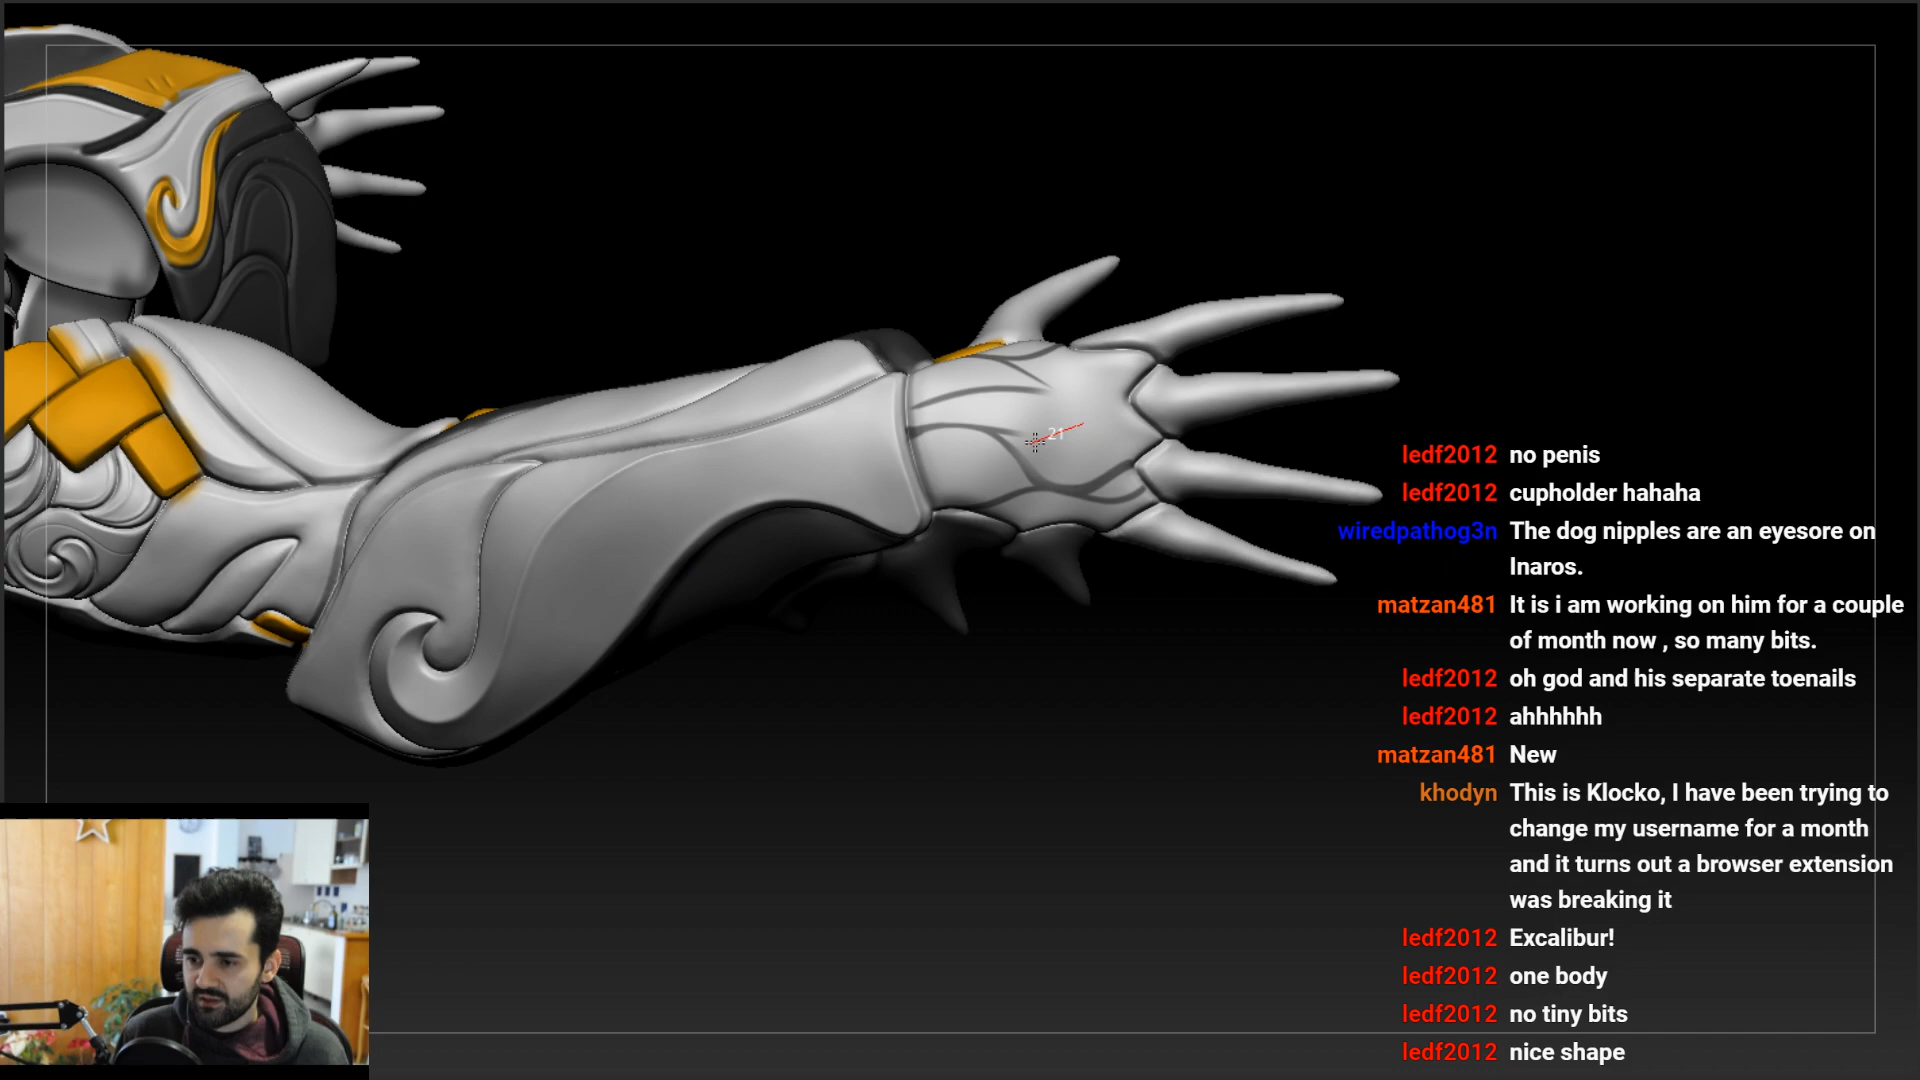 21
ledf2012 no penis
ledf2012 cupholder hahaha
wiredpathog3n The dog nipples are an eyesore on
Inaros.
matzan481 It is i am working on him for a couple
of month now , so many bits.
ledf2012 oh god and his separate toenails
ledf2012 ahhhhhh
matzan481 New
khodyn This is Klocko, I have been trying to
change my username for a month
and it turns out a browser extension
was breaking it
ledf2012 Excalibur!
ledf2012 one body
ledf2012 no tiny bits
ledf2012 nice shape